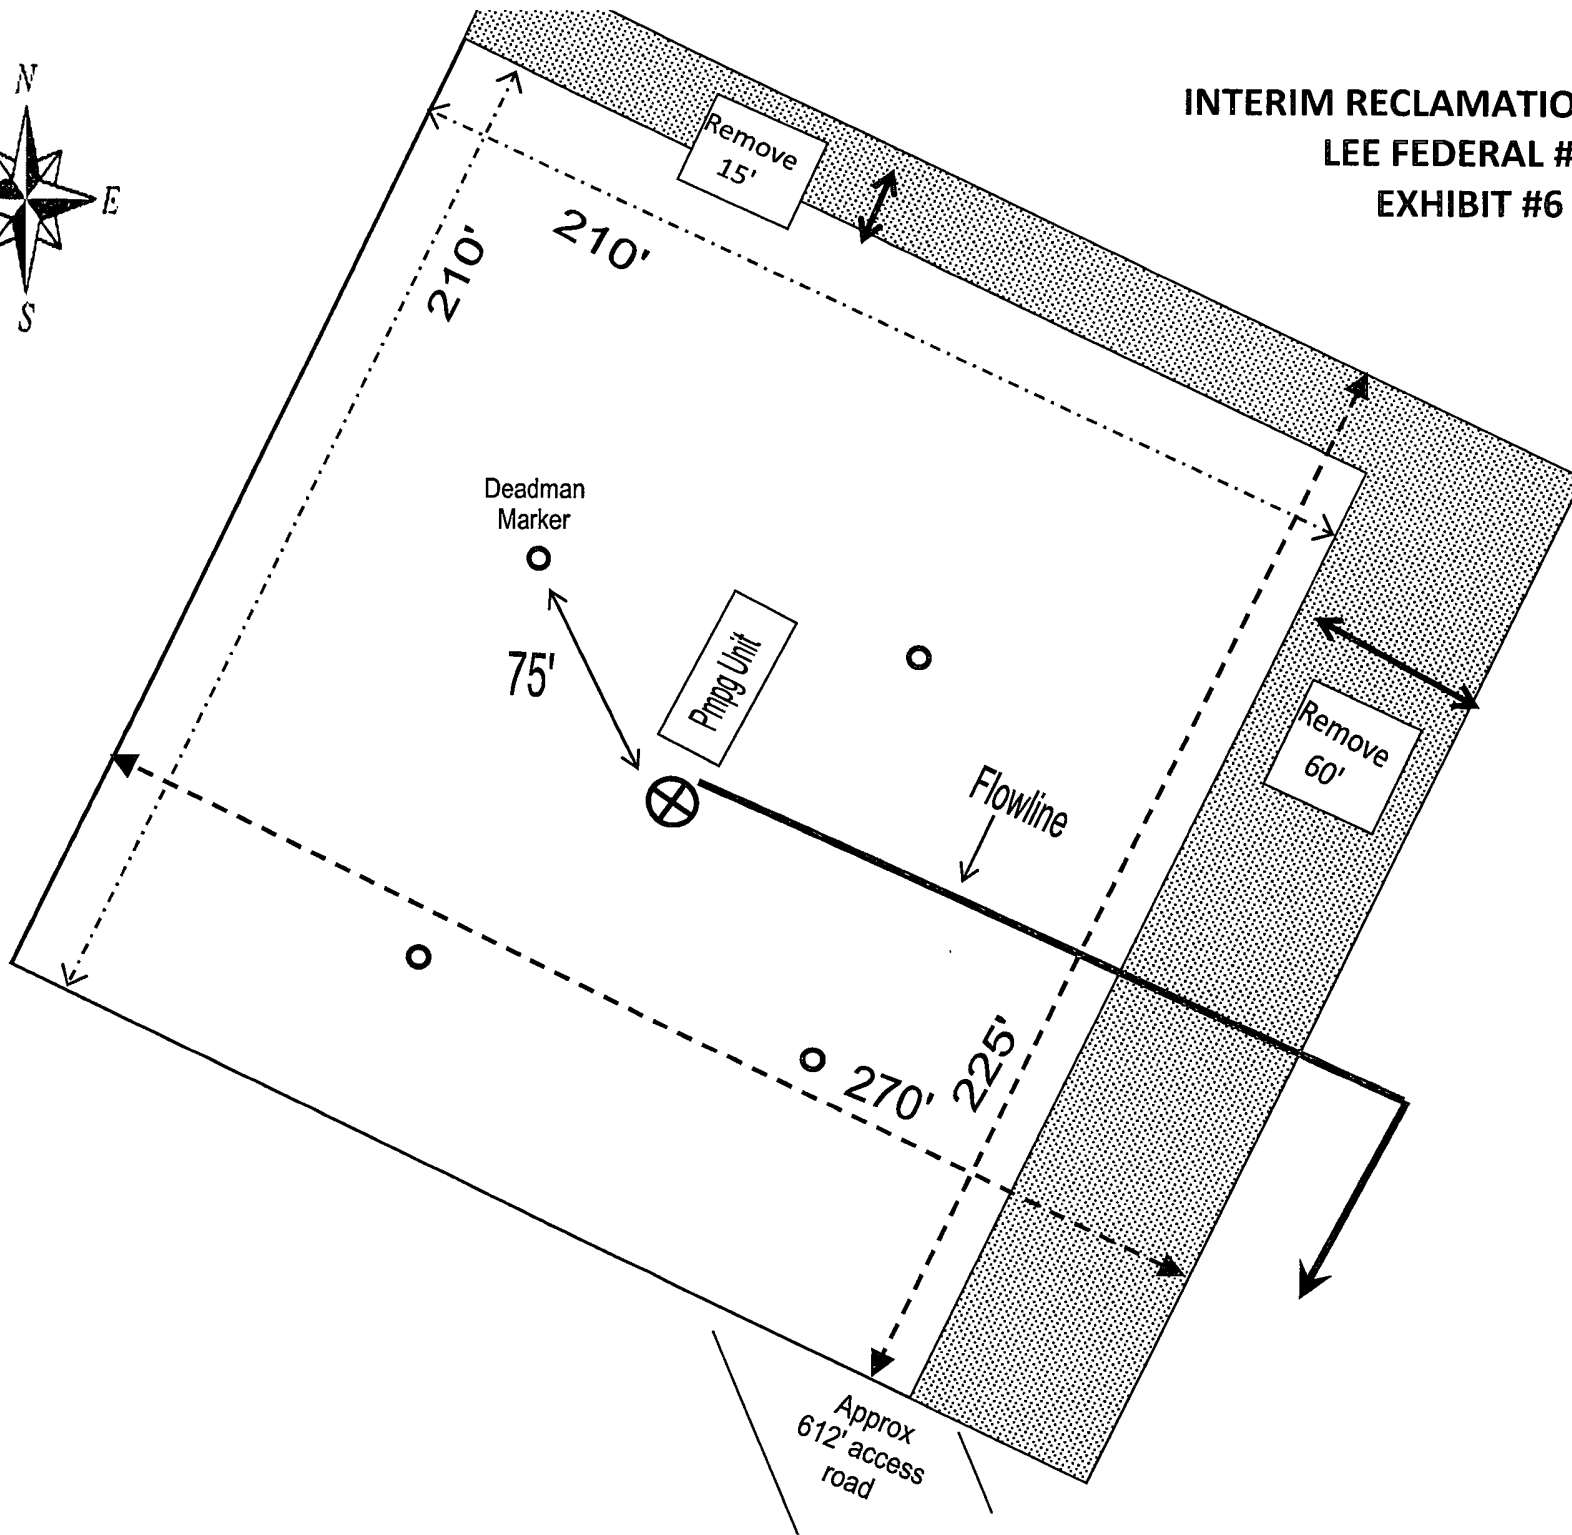 N
E
S
INTERIM RECLAMATIO
LEE FEDERAL #
EXHIBIT #6
Remove
15'
210'
210'
Deadman
Marker
75'
Pmpg Unit
Flowline
Remove
60'
225'
270'
Approx
612' access
road